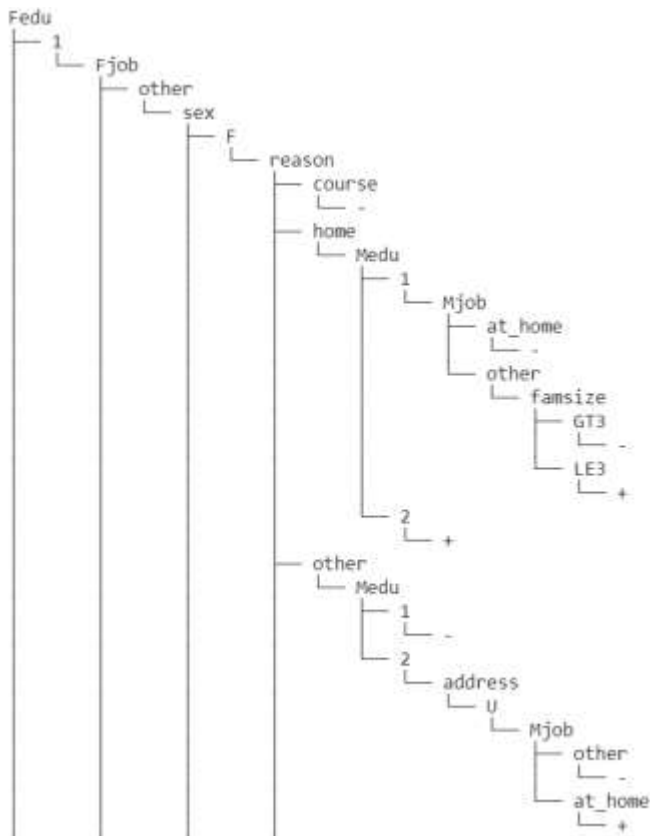 Fedu
1
Fjob
other
sex
F
reason
course
-
home
Medu
1
Mjob
at_home
-
other
famsize
GT3
-
LE3
+
2
+
other
Medu
1
-
2
address
U
Mjob
other
-
at_home
+